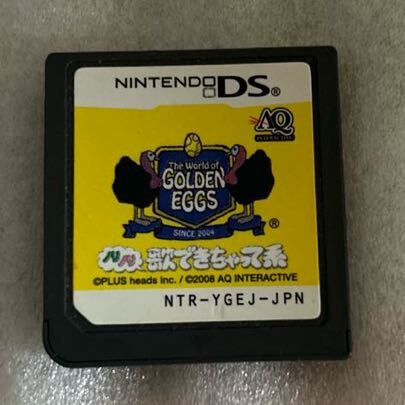 NINTENDO DS®
AQ
INTERACTIVE
The World of
GOLDEN
EGGS
SINCE 2004
®
ノリノリ 歌できちゃって系
©PLUS heads inc. / ©2008 AQ INTERACTIVE
NTR-YGEJ-JPN